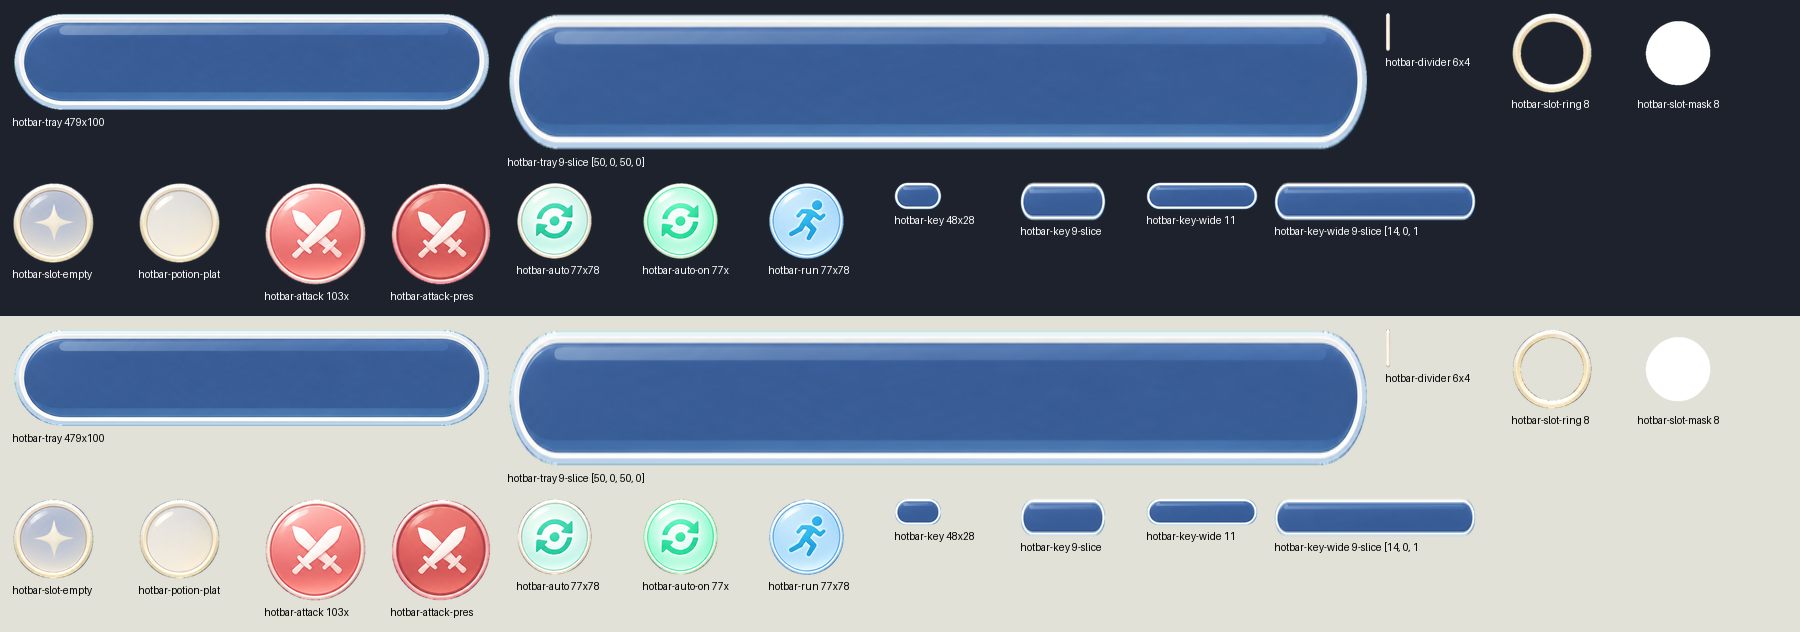 hotbar-tray 479x100
hotbar-tray 9-slice [50, 0, 50, 0]
hotbar-divider 6x4
hotbar-slot-ring 8
hotbar-slot-mask 8
hotbar-slot-empty
hotbar-potion-plat
hotbar-attack 103x
hotbar-attack-pres
hotbar-auto 77x78
hotbar-auto-on 77x
hotbar-run 77x78
hotbar-key 48x28
hotbar-key 9-slice
hotbar-key-wide 11
hotbar-key-wide 9-slice [14, 0, 1
hotbar-tray 479x100
hotbar-tray 9-slice [50, 0, 50, 0]
hotbar-divider 6x4
hotbar-slot-ring 8
hotbar-slot-mask 8
hotbar-slot-empty
hotbar-potion-plat
hotbar-attack 103x
hotbar-attack-pres
hotbar-auto 77x78
hotbar-auto-on 77x
hotbar-run 77x78
hotbar-key 48x28
hotbar-key 9-slice
hotbar-key-wide 11
hotbar-key-wide 9-slice [14, 0, 1